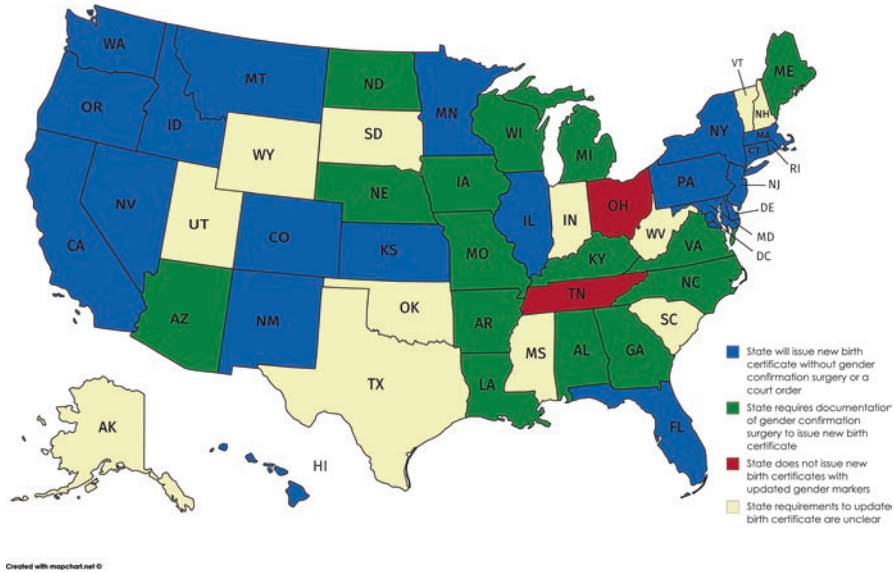 WA
MT
ND
MN
VT
ME
OR
ID
WY
SD
WI
MI
NY
NH
MA
CT
RI
NV
UT
CO
NE
IA
IL
IN
OH
PA
NJ
DE
MD
DC
CA
KS
MO
KY
WV
VA
AZ
NM
OK
AR
TN
NC
SC
TX
LA
MS
AL
GA
FL
AK
HI
State will issue new birth
certificate without gender
confirmation surgery or a
court order
State requires documentation
of gender confirmation
surgery to issue new birth
certificate
State does not issue new
birth certificates with
updated gender markers
State requirements to update
birth certificate are unclear
Created with mapchart.net ©